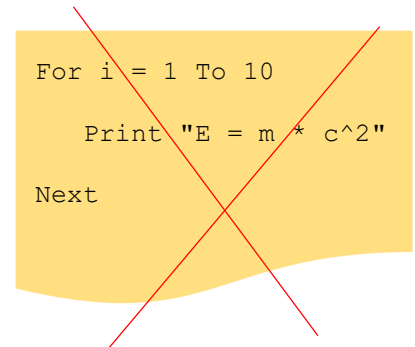 For i = 1 To 10
Print "E = m * c^2"
Next